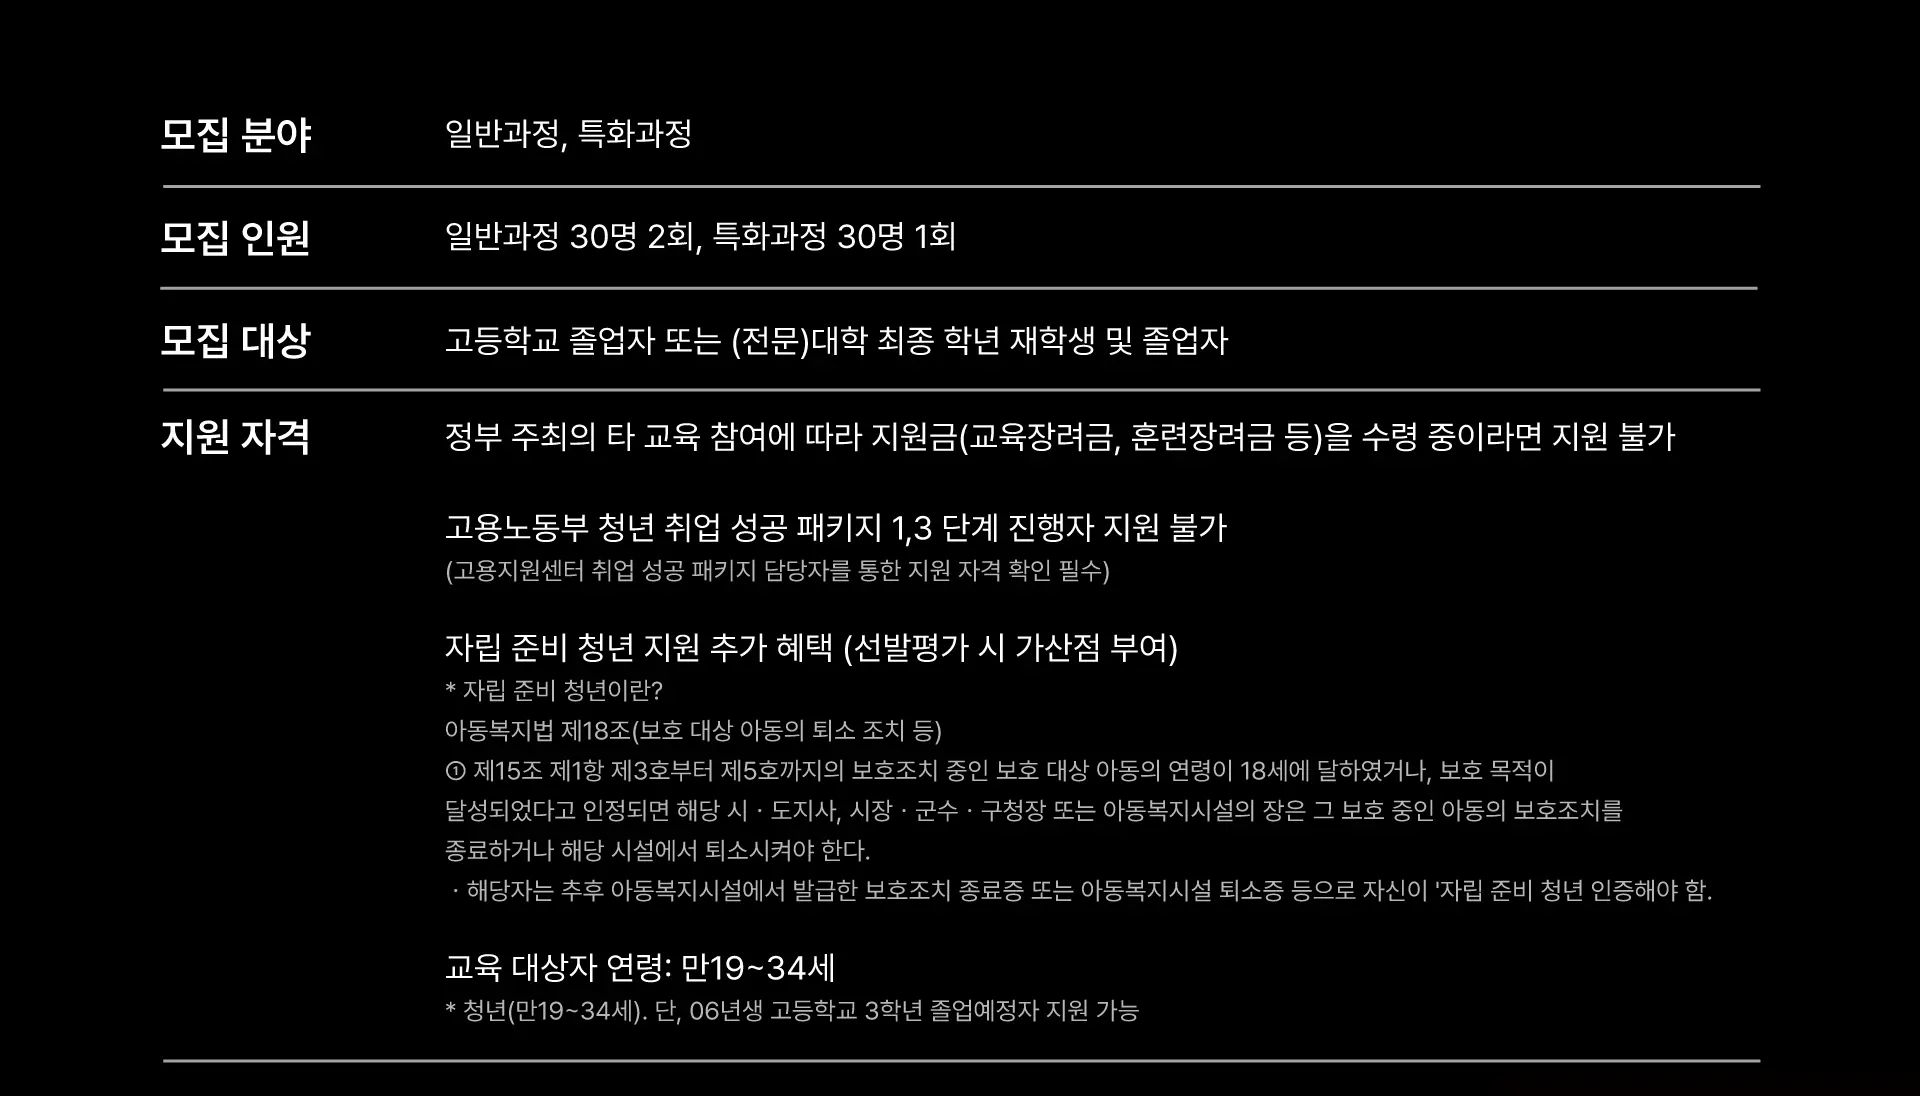 모집 분야
일반과정, 특화과정
모집 인원
일반과정 30명 2회, 특화과정 30명 1회
모집 대상
고등학교 졸업자 또는 (전문)대학 최종 학년 재학생 및 졸업자
지원 자격
정부 주최의 타 교육 참여에 따라 지원금(교육장려금, 훈련장려금 등)을 수령 중이라면 지원 불가
고용노동부 청년 취업 성공 패키지 1,3 단계 진행자 지원 불가
(고용지원센터 취업 성공 패키지 담당자를 통한 지원 자격 확인 필수)
자립 준비 청년 지원 추가 혜택 (선발평가 시 가산점 부여)
* 자립 준비 청년이란?
아동복지법 제18조(보호 대상 아동의 퇴소 조치 등)
① 제15조 제1항 제3호부터 제5호까지의 보호조치 중인 보호 대상 아동의 연령이 18세에 달하였거나, 보호 목적이
달성되었다고 인정되면 해당 시 · 도지사, 시장 · 군수 · 구청장 또는 아동복지시설의 장은 그 보호 중인 아동의 보호조치를
종료하거나 해당 시설에서 퇴소시켜야 한다.
· 해당자는 추후 아동복지시설에서 발급한 보호조치 종료증 또는 아동복지시설 퇴소증 등으로 자신이 '자립 준비 청년 인증해야 함.
교육 대상자 연령: 만19~34세
* 청년(만19~34세). 단, 06년생 고등학교 3학년 졸업예정자 지원 가능